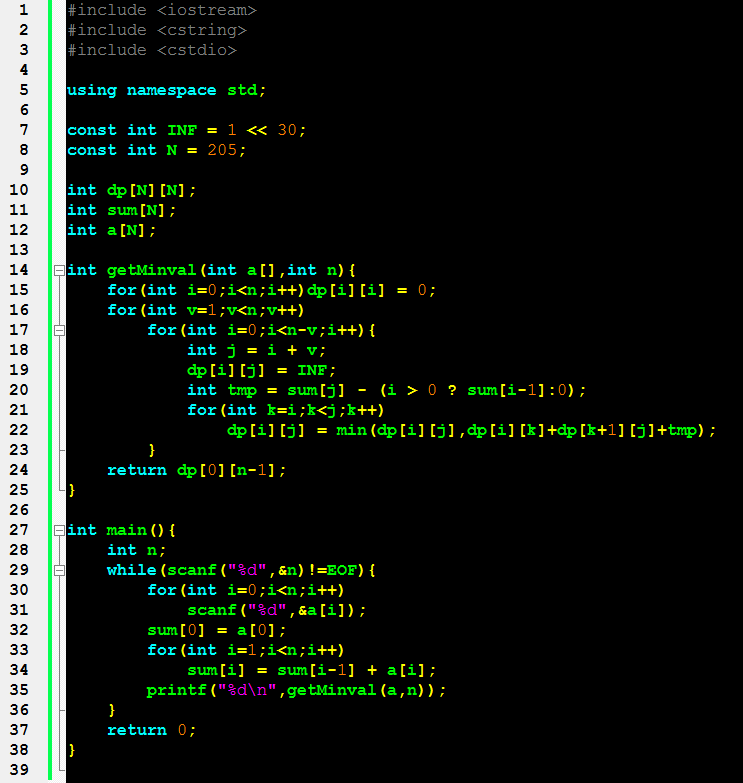 1 #include <iostream>
2 #include <cstring>
3 #include <cstdio>
4
5 using namespace std;
6
7 const int INF = 1 << 30;
8 const int N = 205;
9
10 int dp[N][N];
11 int sum[N];
12 int a[N];
13
14 int getMinval(int a[],int n){
15     for(int i=0;i<n;i++)dp[i][i] = 0;
16     for(int v=1;v<n;v++)
17         for(int i=0;i<n-v;i++){
18             int j = i + v;
19             dp[i][j] = INF;
20             int tmp = sum[j] - (i > 0 ? sum[i-1]:0);
21             for(int k=i;k<j;k++)
22                 dp[i][j] = min(dp[i][j],dp[i][k]+dp[k+1][j]+tmp);
23         }
24     return dp[0][n-1];
25 }
26
27 int main(){
28     int n;
29     while(scanf("%d",&n)!=EOF){
30         for(int i=0;i<n;i++)
31             scanf("%d",&a[i]);
32         sum[0] = a[0];
33         for(int i=1;i<n;i++)
34             sum[i] = sum[i-1] + a[i];
35         printf("%d\n",getMinval(a,n));
36     }
37     return 0;
38 }
39